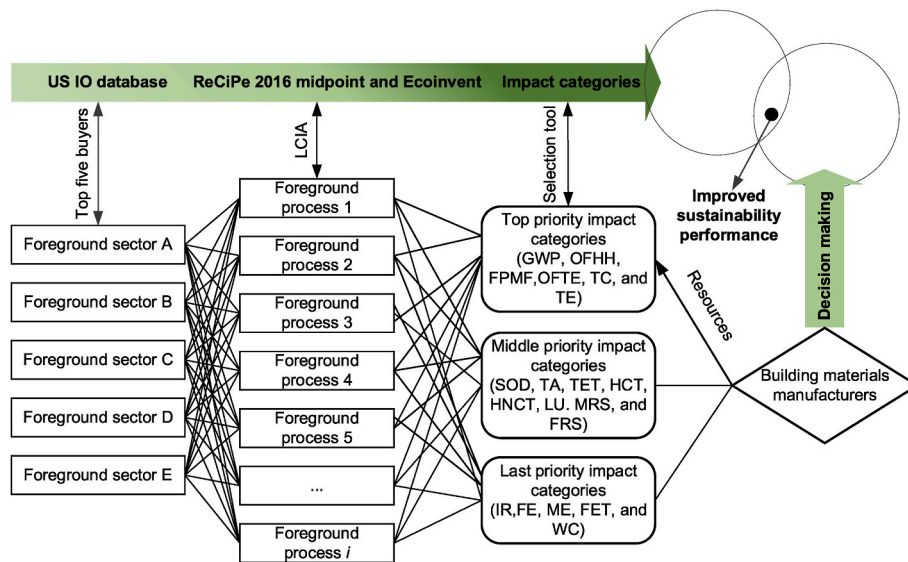 US IO database
ReCiPe 2016 midpoint and Ecoinvent
Impact categories
Top five buyers
LCIA
Selection tool
Foreground sector A
Foreground sector B
Foreground sector C
Foreground sector D
Foreground sector E
Foreground
process 1
Foreground
process 2
Foreground
process 3
Foreground
process 4
Foreground
process 5
...
Foreground
process i
Top priority impact
categories
(GWP, OFHH,
FPMF,OFTE, TC, and
TE)
Middle priority impact
categories
(SOD, TA, TET, HCT,
HNCT, LU. MRS, and
FRS)
Last priority impact
categories
(IR,FE, ME, FET, and
WC)
Resources
Improved
sustainability
performance
Decision making
Building materials
manufacturers